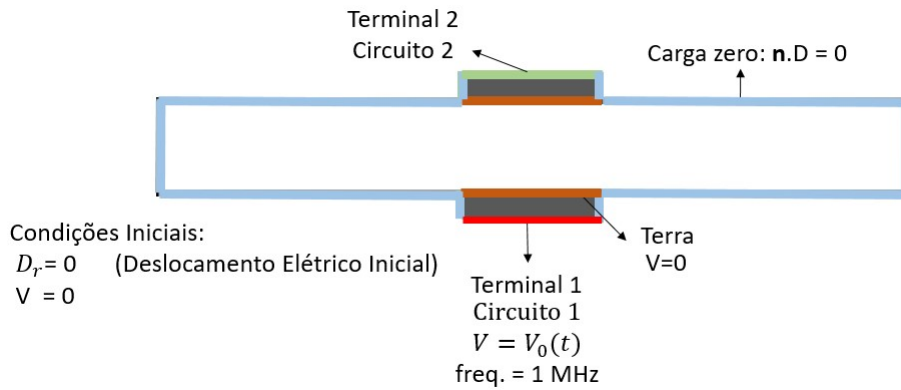 Terminal 2
Circuito 2
Carga zero: n.D = 0
Condições Iniciais:
D_r = 0 (Deslocamento Elétrico Inicial)
V = 0
Terra
V=0
Terminal 1
Circuito 1
V = V_0(t)
freq. = 1 MHz